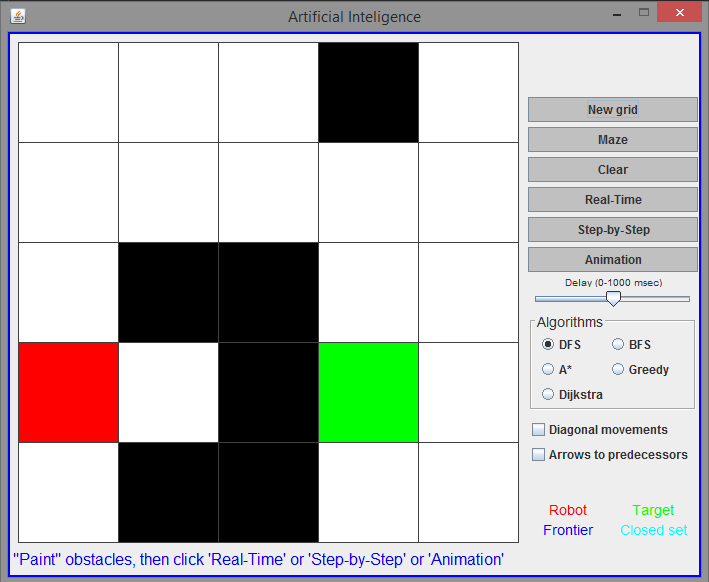 Artificial Inteligence
New grid
Maze
Clear
Real-Time
Step-by-Step
Animation
Delay (0-1000 msec)
Algorithms
DFS BFS
A* Greedy
Dijkstra
Diagonal movements
Arrows to predecessors
Robot Target
Frontier Closed set
"Paint" obstacles, then click 'Real-Time' or 'Step-by-Step' or 'Animation'